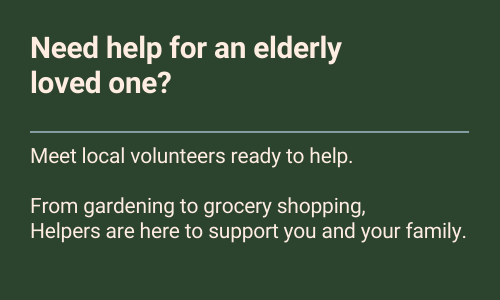 Need help for an elderly
loved one?
Meet local volunteers ready to help.
From gardening to grocery shopping,
Helpers are here to support you and your family.